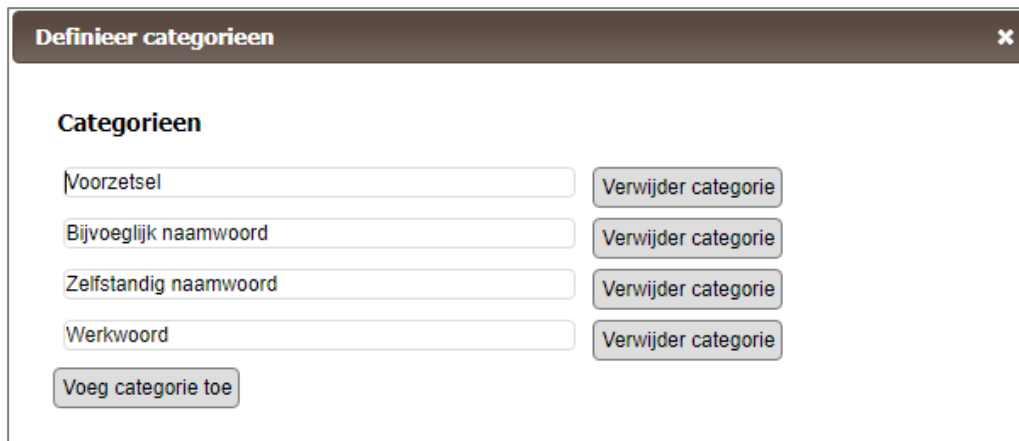 Definieer categorieen
Categorieen
Voorzetsel Verwijder categorie
Bijvoeglijk naamwoord Verwijder categorie
Zelfstandig naamwoord Verwijder categorie
Werkwoord Verwijder categorie
Voeg categorie toe